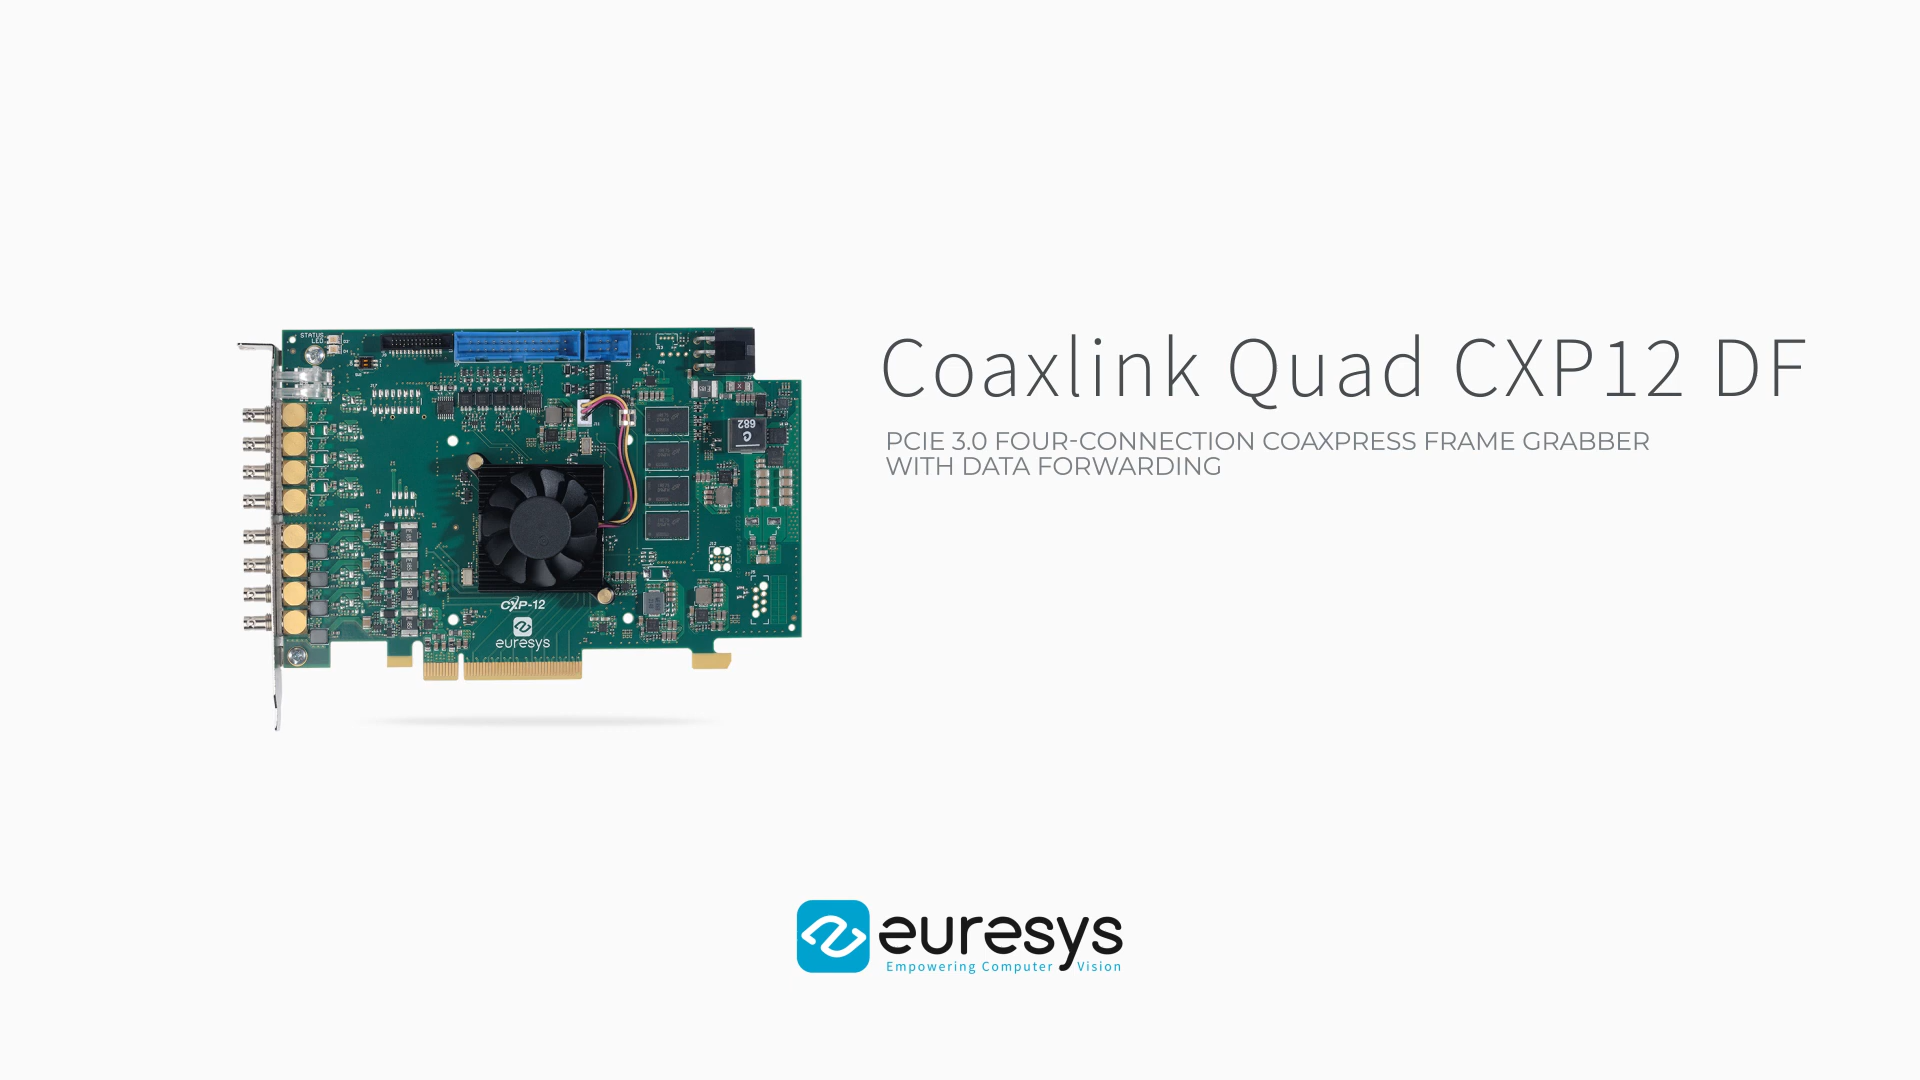 Coaxlink Quad CXP12 DF
PCIE 3.0 FOUR-CONNECTION COAXPRESS FRAME GRABBER
WITH DATA FORWARDING
STATUS
LED
C
682
CXP-12
euresys
euresys
Empowering Computer Vision